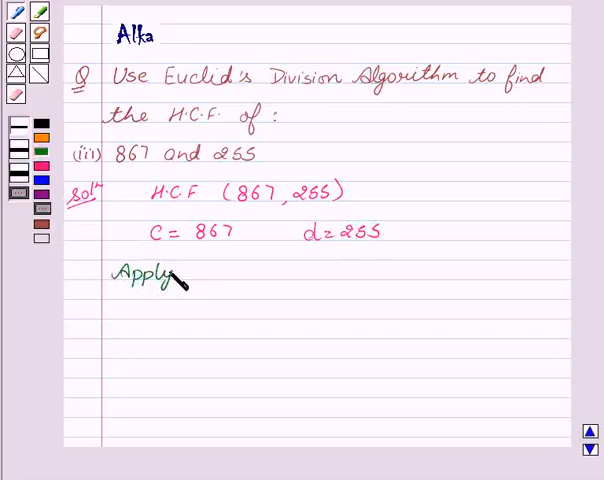 Alka
Q Use Euclid's Division Algorithm to find
the H.C.F. of :
(iii) 867 and 255
Solⁿ H.C.F (867, 255)
C = 867 d = 255
Apply